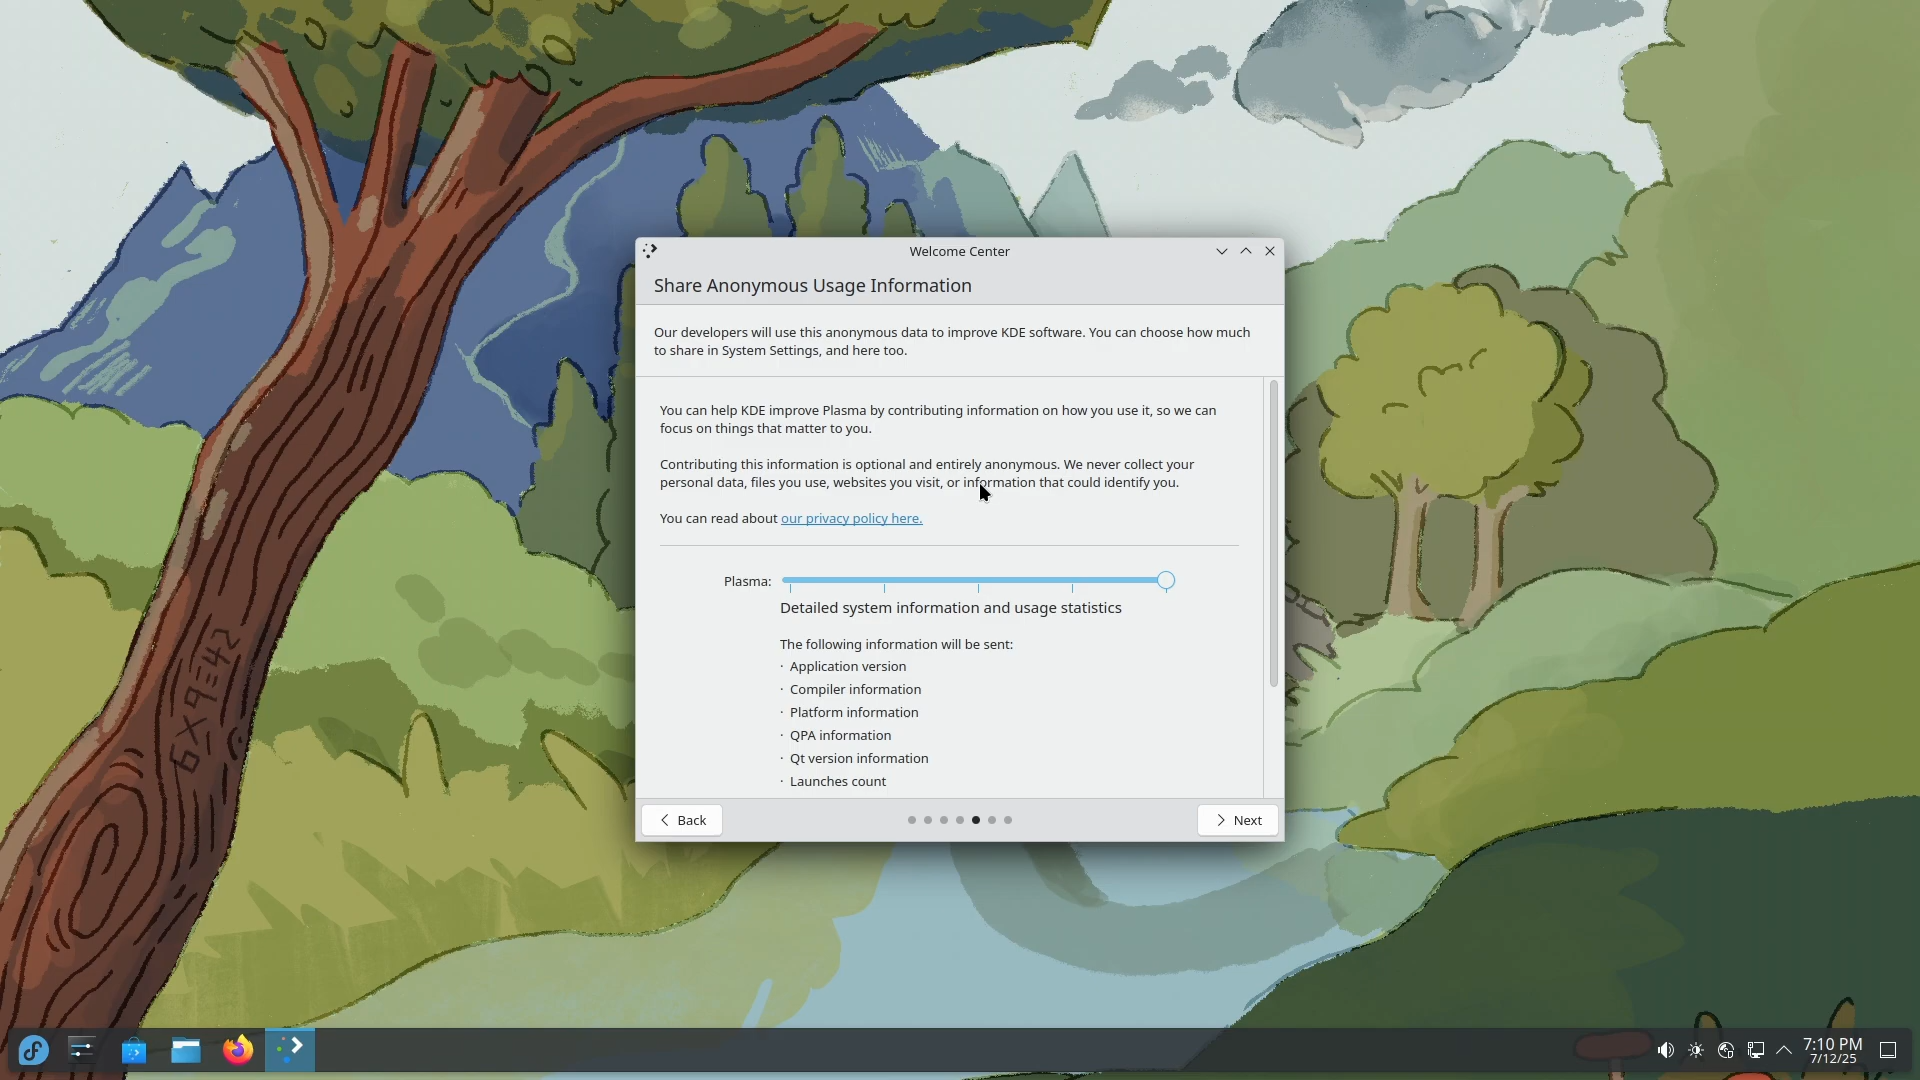 Welcome Center
Share Anonymous Usage Information
Our developers will use this anonymous data to improve KDE software. You can choose how much
to share in System Settings, and here too.
You can help KDE improve Plasma by contributing information on how you use it, so we can
focus on things that matter to you.
Contributing this information is optional and entirely anonymous. We never collect your
personal data, files you use, websites you visit, or information that could identify you.
You can read about our privacy policy here.
Plasma:
Detailed system information and usage statistics
The following information will be sent:
· Application version
· Compiler information
· Platform information
· QPA information
· Qt version information
· Launches count
Back
Next
6X9=42
7:10 PM
7/12/25